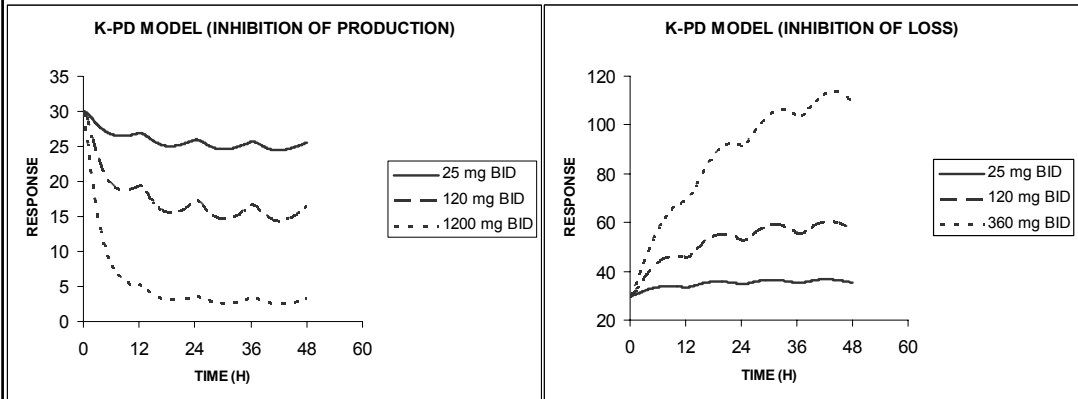 K-PD MODEL (INHIBITION OF PRODUCTION)
35
30
25
20
15
10
5
0
RESPONSE
0 12 24 36 48 60
TIME (H)
25 mg BID
120 mg BID
1200 mg BID
K-PD MODEL (INHIBITION OF LOSS)
120
100
80
60
40
20
RESPONSE
0 12 24 36 48 60
TIME (H)
25 mg BID
120 mg BID
360 mg BID